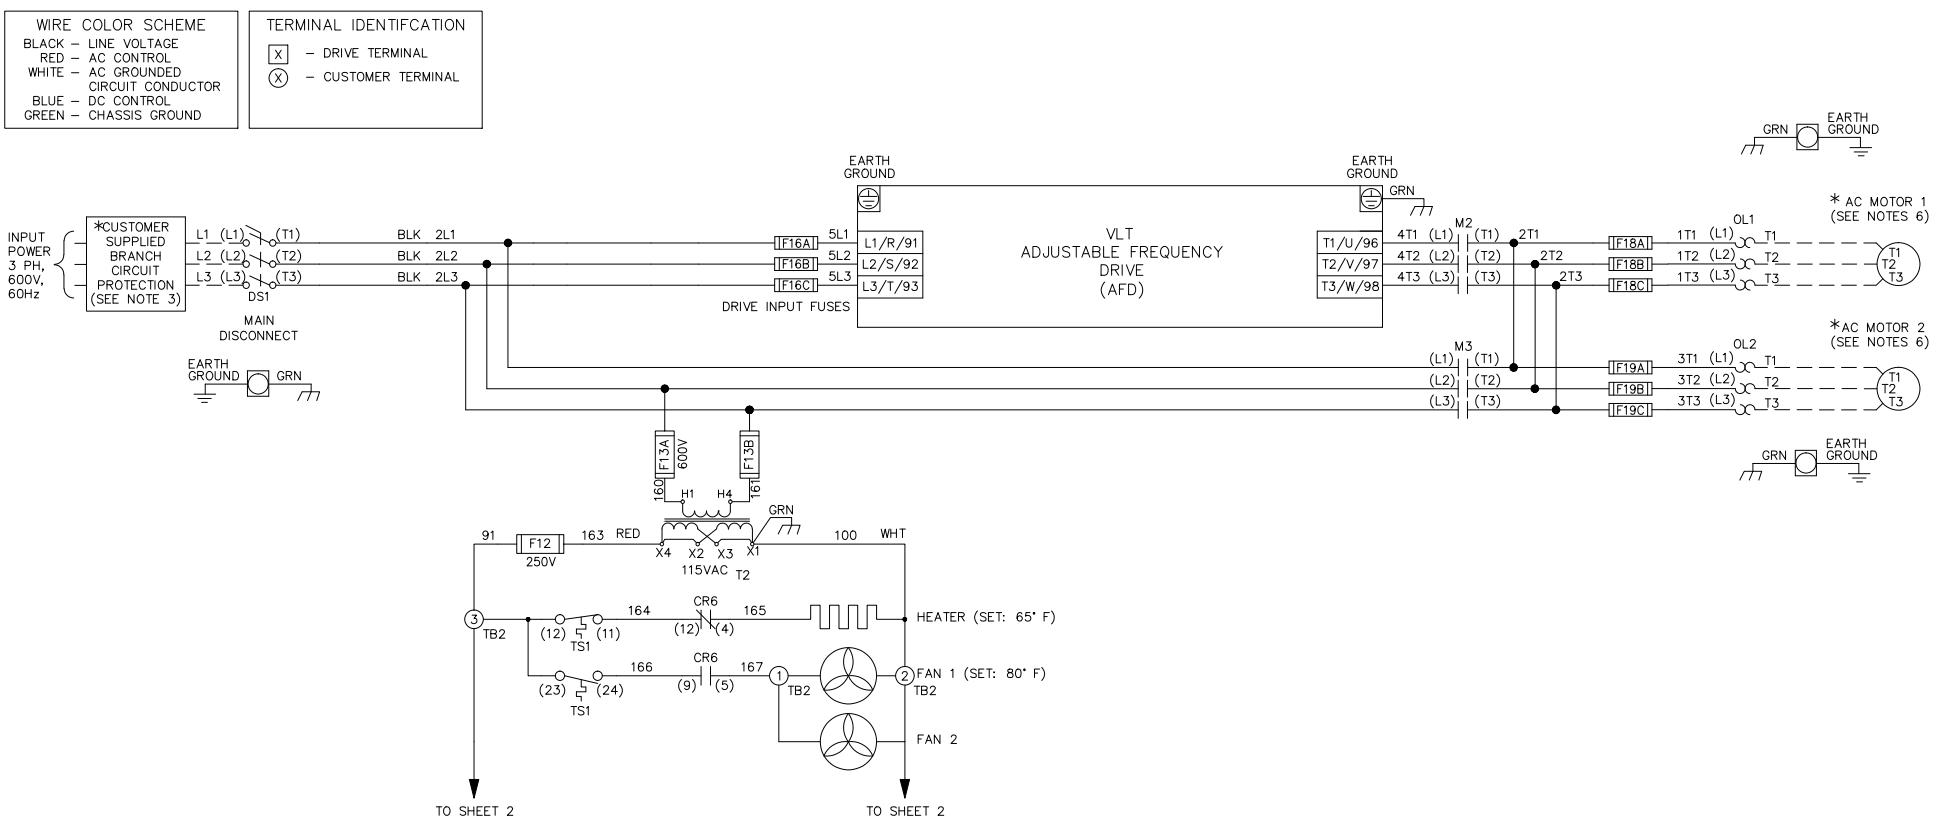 WIRE COLOR SCHEME
BLACK – LINE VOLTAGE
RED – AC CONTROL
WHITE – AC GROUNDED
CIRCUIT CONDUCTOR
BLUE – DC CONTROL
GREEN – CHASSIS GROUND
TERMINAL IDENTIFCATION
X – DRIVE TERMINAL
X – CUSTOMER TERMINAL
INPUT
POWER
3 PH,
600V,
60Hz
*CUSTOMER
SUPPLIED
BRANCH
CIRCUIT
PROTECTION
(SEE NOTE 3)
L1 (L1) (T1) BLK 2L1
L2 (L2) (T2) BLK 2L2
L3 (L3) (T3) BLK 2L3
DS1
MAIN
DISCONNECT
EARTH
GROUND GRN
F16A 5L1
F16B 5L2
F16C 5L3
DRIVE INPUT FUSES
EARTH
GROUND
L1/R/91
L2/S/92
L3/T/93
VLT
ADJUSTABLE FREQUENCY
DRIVE
(AFD)
EARTH
GROUND
GRN
T1/U/96
T2/V/97
T3/W/98
M2
4T1 (L1) (T1) 2T1
4T2 (L2) (T2) 2T2
4T3 (L3) (T3) 2T3
OL1
F18A 1T1 (L1) T1
F18B 1T2 (L2) T2
F18C 1T3 (L3) T3
GRN EARTH
GROUND
* AC MOTOR 1
(SEE NOTES 6)
T1
T2
T3
M3
(L1) (T1)
(L2) (T2)
(L3) (T3)
OL2
F19A 3T1 (L1) T1
F19B 3T2 (L2) T2
F19C 3T3 (L3) T3
*AC MOTOR 2
(SEE NOTES 6)
T1
T2
T3
GRN EARTH
GROUND
F13A
600V
F13B
160
161
H1 H4
GRN
91 F12 163 RED
250V
X4 X2 X3 X1
115VAC T2
100 WHT
3
TB2
(12) (11)
TS1
164
CR6
(12) (4)
165
HEATER (SET: 65° F)
(23) (24)
TS1
166
CR6
(9) (5)
167
1
TB2
2
TB2
FAN 1 (SET: 80° F)
FAN 2
TO SHEET 2
TO SHEET 2